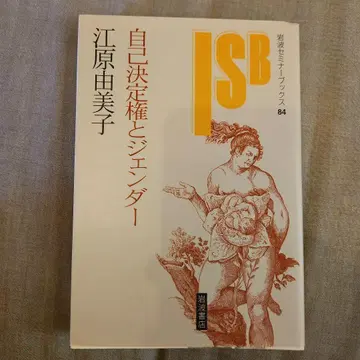 自己決定権とジェンダー
江原由美子
ISB
岩波セミナーブックス 84
岩波書店